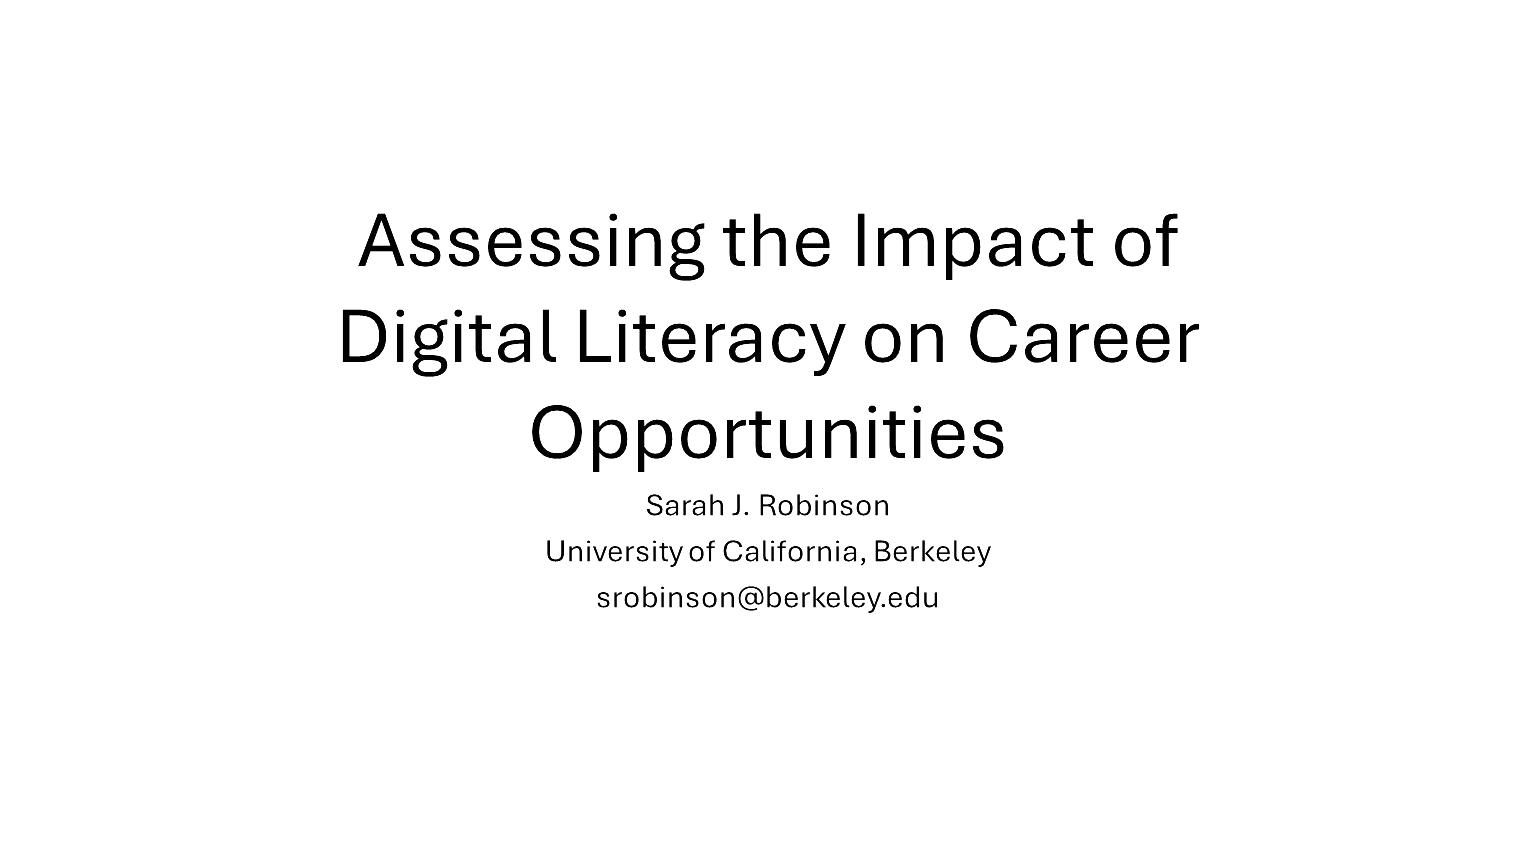 Assessing the Impact of
Digital Literacy on Career
Opportunities
Sarah J. Robinson
University of California, Berkeley
srobinson@berkeley.edu